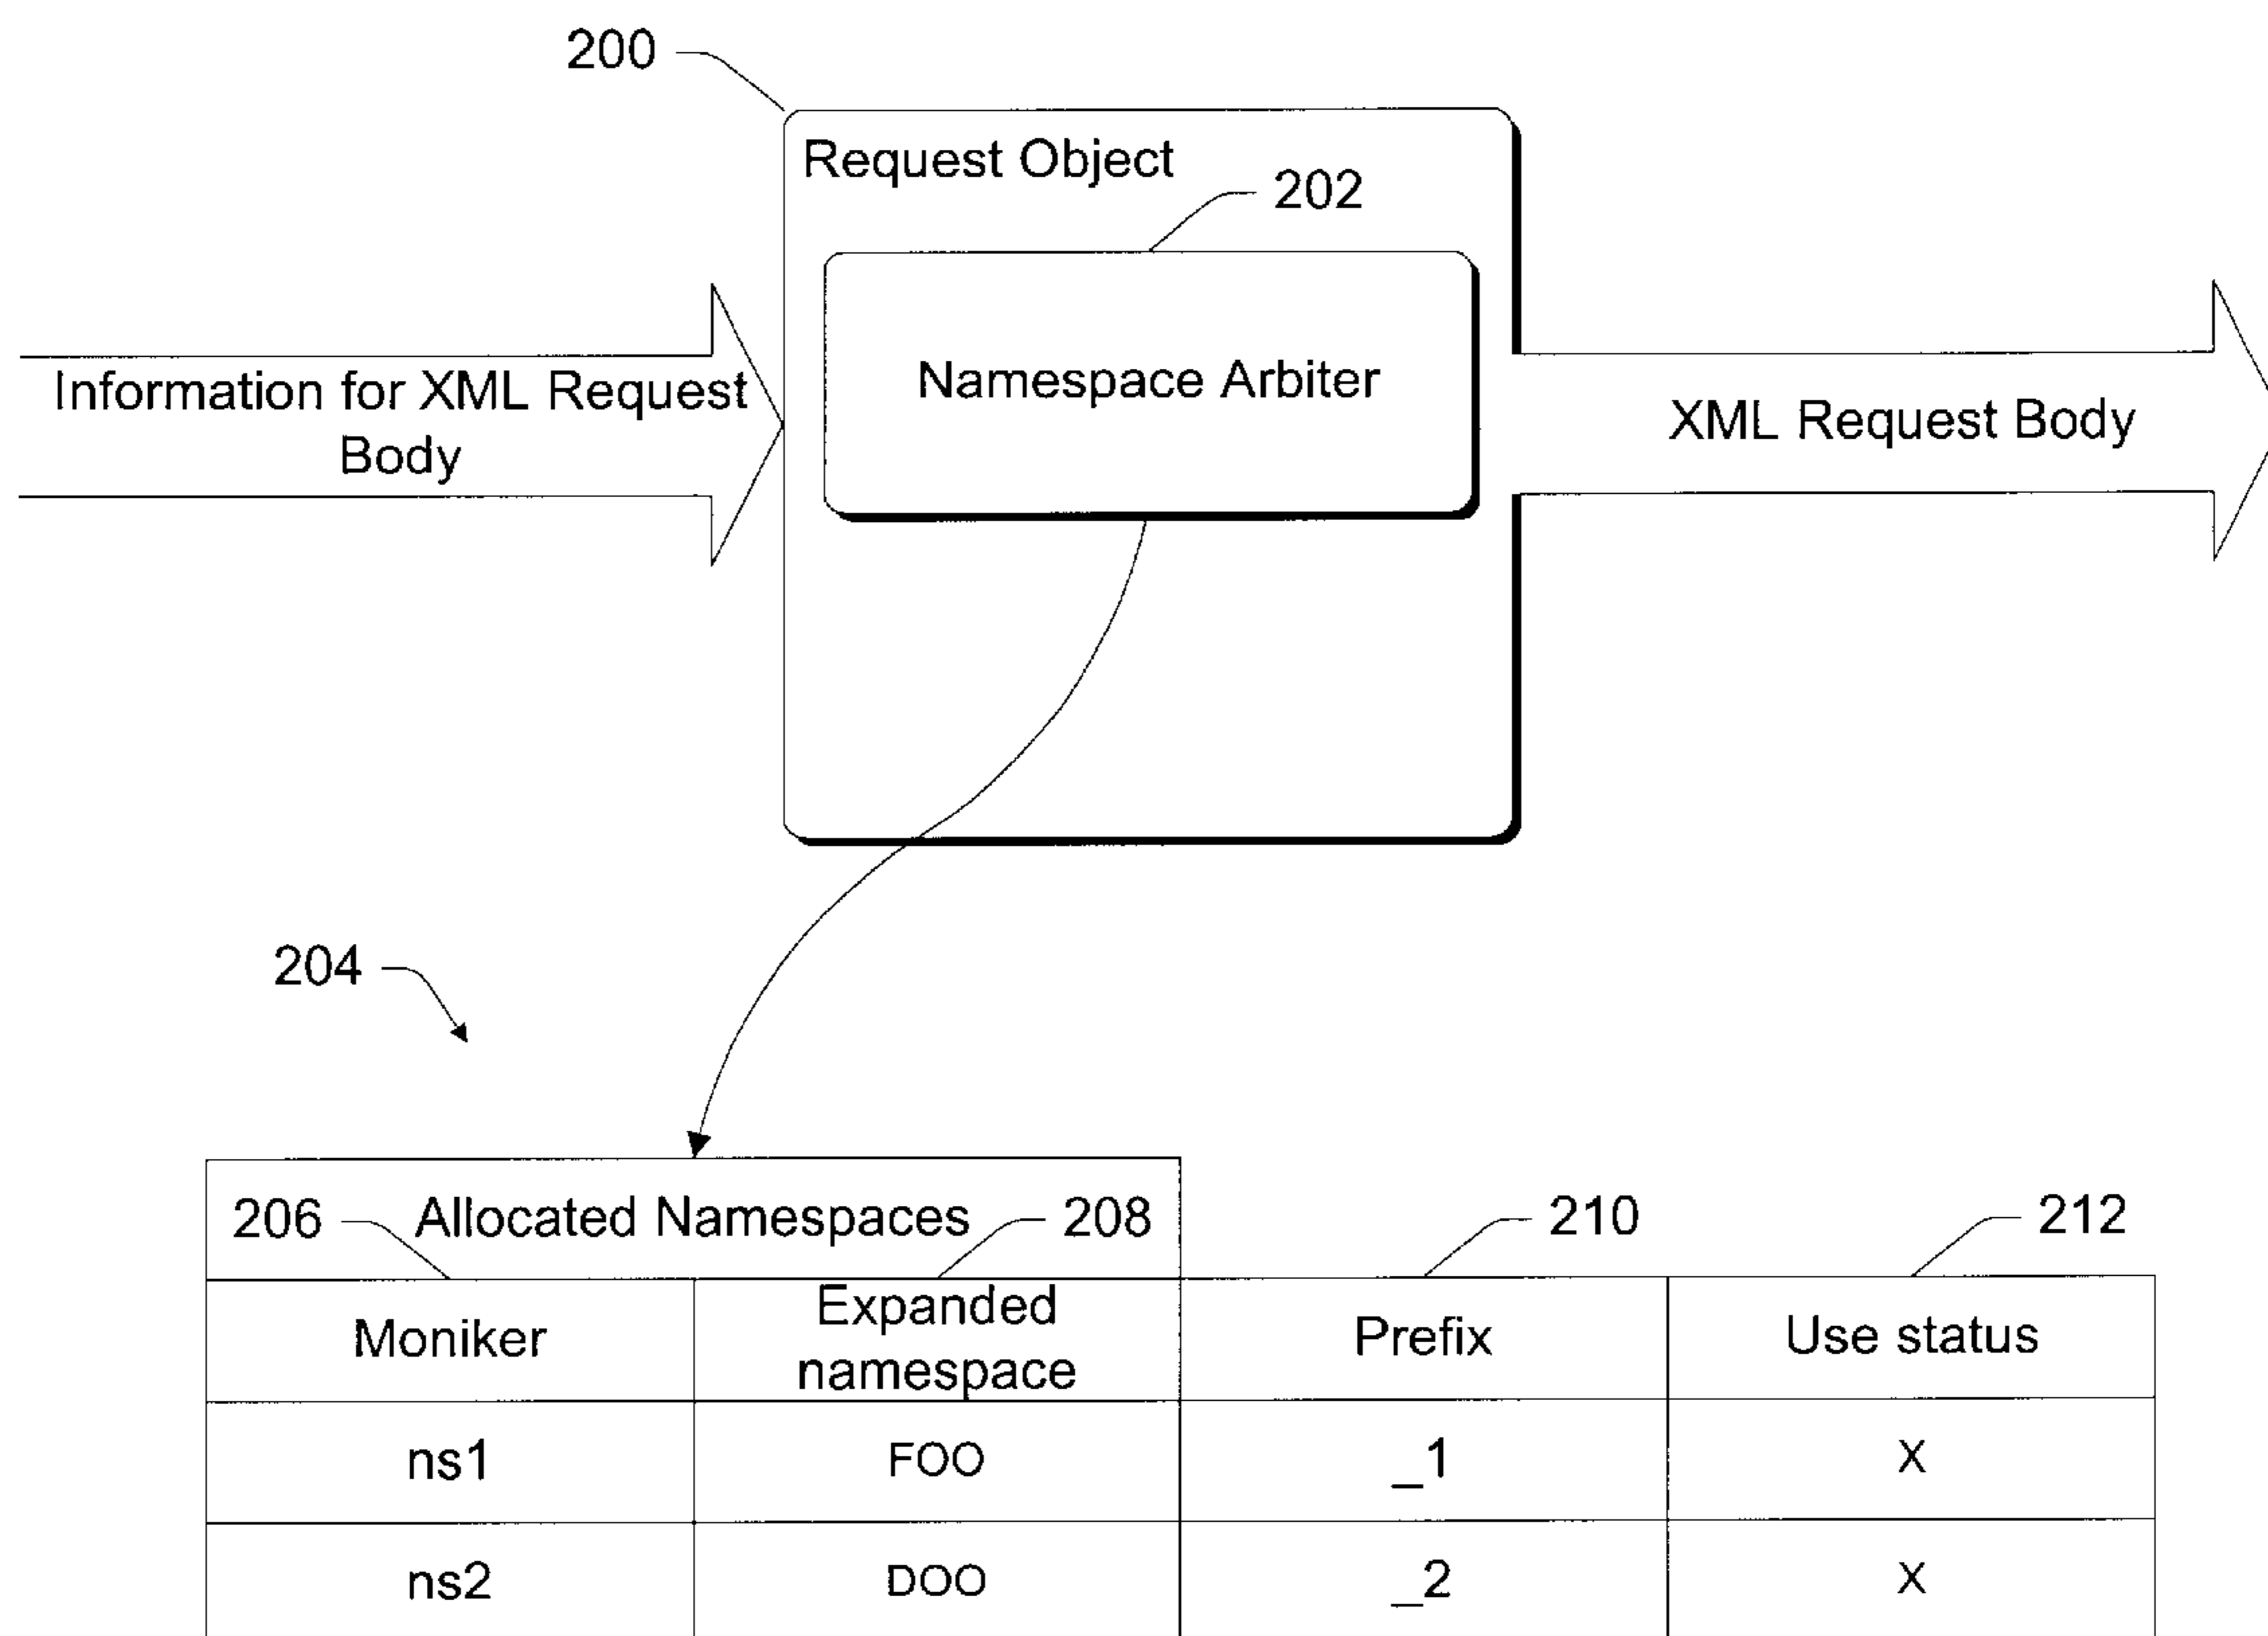 200
Request Object
202
Information for XML Request
Body
Namespace Arbiter
XML Request Body
204
206 Allocated Namespaces 208
210
212
Moniker
Expanded
namespace
Prefix
Use status
ns1 FOO _1 X
ns2 DOO _2 X